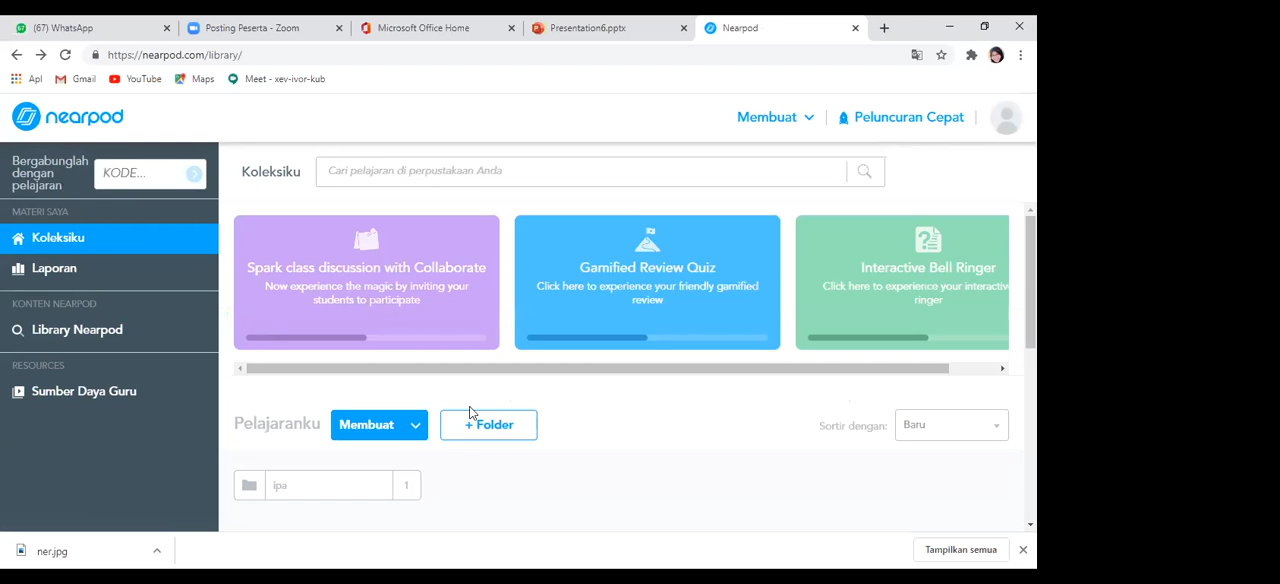 (67) WhatsApp
Posting Peserta - Zoom
Microsoft Office Home
Presentation6.pptx
Nearpod
https://nearpod.com/library/
Apl
Gmail
YouTube
Maps
Meet - xev-ivor-kub
nearpod
Membuat
Peluncuran Cepat
Bergabunglah
dengan
pelajaran
KODE...
MATERI SAYA
Koleksiku
Laporan
KONTEN NEARPOD
Library Nearpod
RESOURCES
Sumber Daya Guru
Koleksiku
Cari pelajaran di perpustakaan Anda
Spark class discussion with Collaborate
Now experience the magic by inviting your
students to participate
Gamified Review Quiz
Click here to experience your friendly gamified
review
Interactive Bell Ringer
Click here to experience your interactiv
ringer
Pelajaranku
Membuat
+ Folder
Sortir dengan:
Baru
ipa
1
ner.jpg
Tampilkan semua